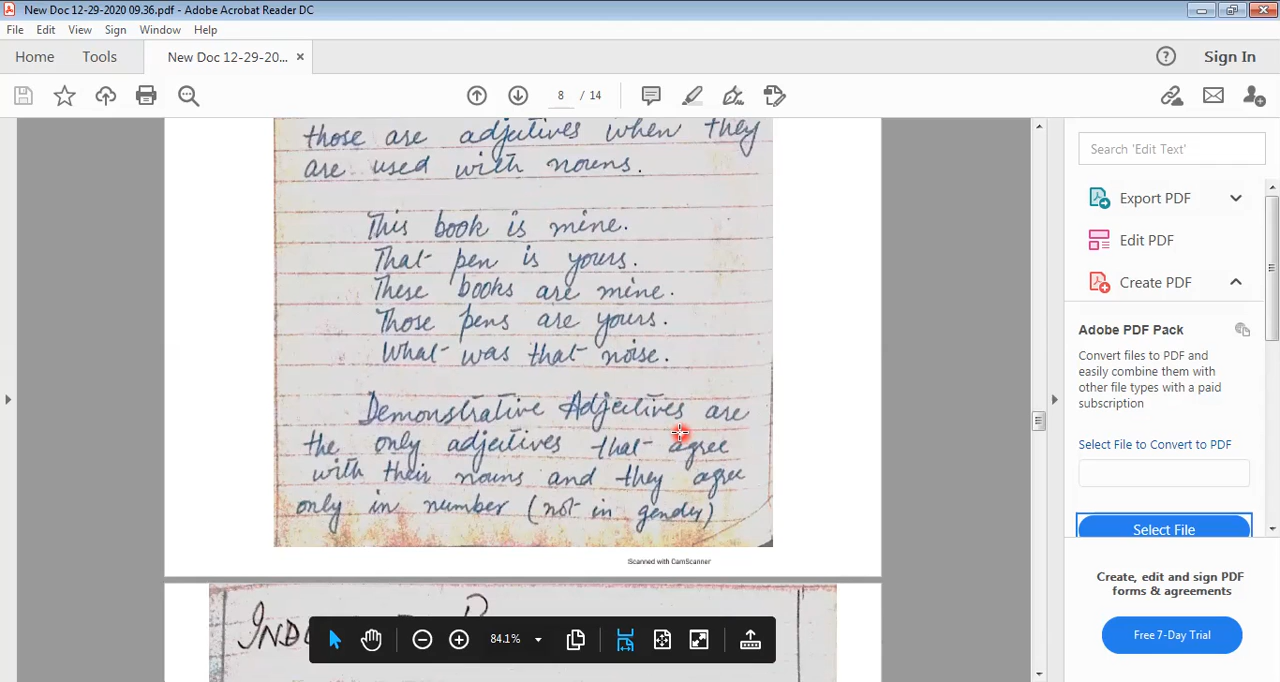 New Doc 12-29-2020 09.36.pdf - Adobe Acrobat Reader DC
File Edit View Sign Window Help
Home Tools New Doc 12-29-20... × Sign In
8 / 14
those are adjectives when they
are used with nouns.
This book is mine.
That pen is yours.
These books are mine.
Those pens are yours.
What was that noise.
Demonstrative Adjectives are
the only adjectives that agree
with their nouns and they agree
only in number (not in gender)
Scanned with CamScanner
84.1%
Search 'Edit Text'
Export PDF
Edit PDF
Create PDF
Adobe PDF Pack
Convert files to PDF and
easily combine them with
other file types with a paid
subscription
Select File to Convert to PDF
Select File
Create, edit and sign PDF
forms & agreements
Free 7-Day Trial